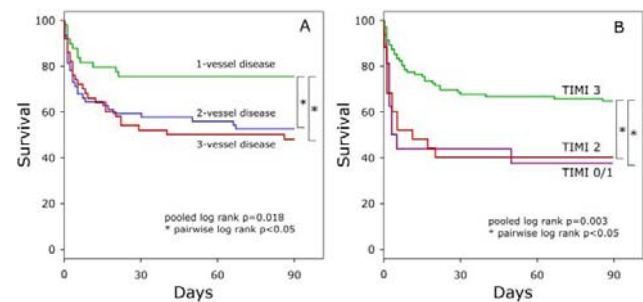 A
100
80
60
40
20
0
Survival
1-vessel disease
2-vessel disease
3-vessel disease
*
*
pooled log rank p=0.018
* pairwise log rank p<0.05
0
30
60
90
Days
B
100
80
60
40
20
0
Survival
TIMI 3
TIMI 2
TIMI 0/1
*
*
pooled log rank p=0.003
* pairwise log rank p<0.05
0
30
60
90
Days